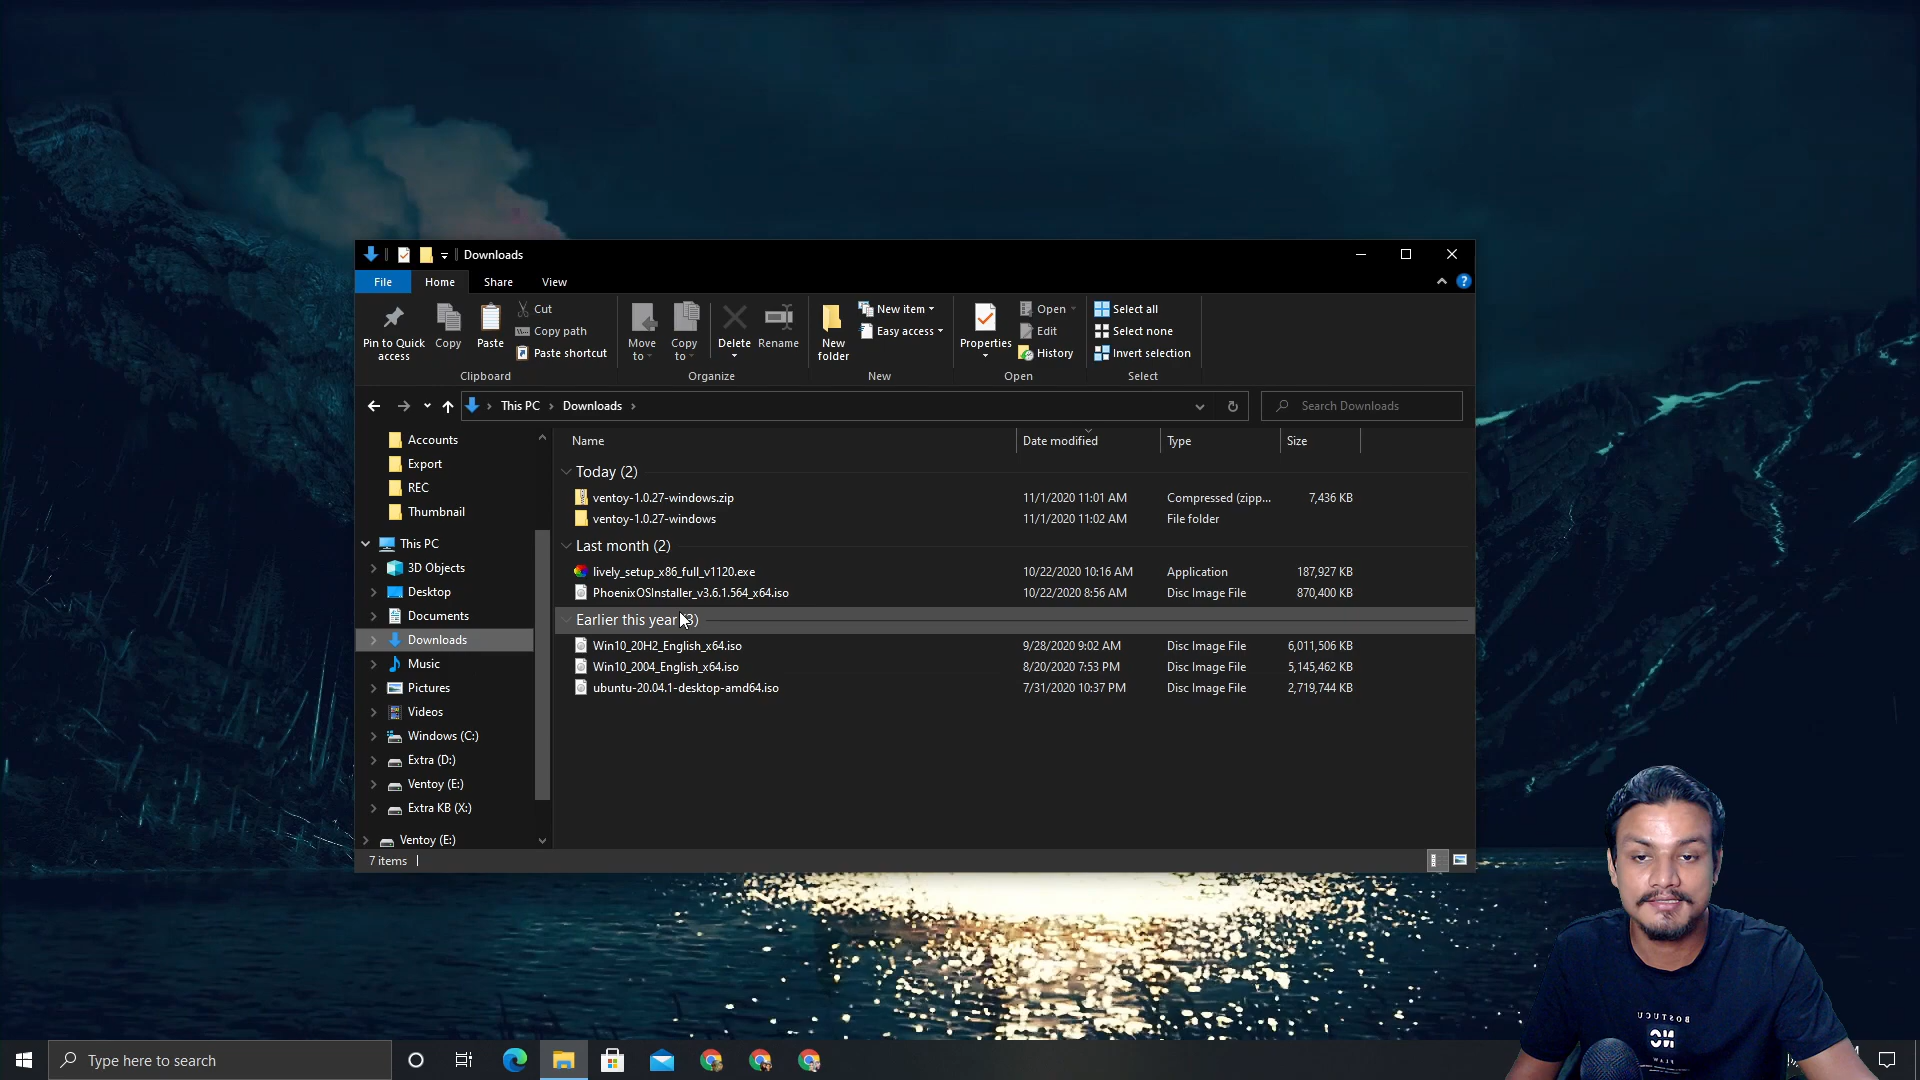 Downloads
File Home Share View
Pin to Quick access
Copy
Paste
Cut
Copy path
Paste shortcut
Clipboard
Move to
Copy to
Delete
Rename
Organize
New folder
New item
Easy access
New
Properties
Open
Edit
History
Open
Select all
Select none
Invert selection
Select
This PC > Downloads >
Search Downloads
Accounts
Export
REC
Thumbnail
This PC
3D Objects
Desktop
Documents
Downloads
Music
Pictures
Videos
Windows (C:)
Extra (D:)
Ventoy (E:)
Extra KB (X:)
Ventoy (E:)
Name Date modified Type Size
Today (2)
ventoy-1.0.27-windows.zip 11/1/2020 11:01 AM Compressed (zipp... 7,436 KB
ventoy-1.0.27-windows 11/1/2020 11:02 AM File folder
Last month (2)
lively_setup_x86_full_v1120.exe 10/22/2020 10:16 AM Application 187,927 KB
PhoenixOSInstaller_v3.6.1.564_x64.iso 10/22/2020 8:56 AM Disc Image File 870,400 KB
Earlier this year (3)
Win10_20H2_English_x64.iso 9/28/2020 9:02 AM Disc Image File 6,011,506 KB
Win10_2004_English_x64.iso 8/20/2020 7:53 PM Disc Image File 5,145,462 KB
ubuntu-20.04.1-desktop-amd64.iso 7/31/2020 10:37 PM Disc Image File 2,719,744 KB
7 items
Type here to search